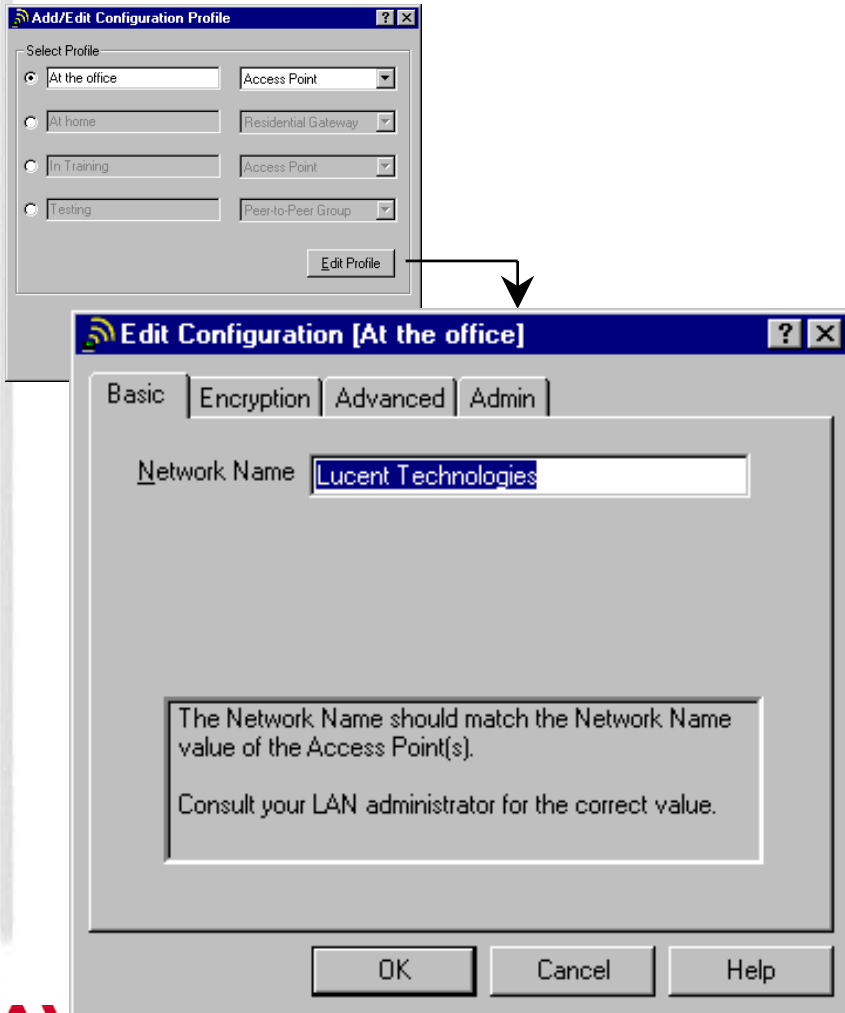 Add/Edit Configuration Profile
Select Profile
At the office Access Point
At home Residential Gateway
In Training Access Point
Testing Peer-to-Peer Group
Edit Profile
Edit Configuration [At the office]
Basic Encryption Advanced Admin
Network Name Lucent Technologies
The Network Name should match the Network Name
value of the Access Point(s).
Consult your LAN administrator for the correct value.
OK Cancel Help